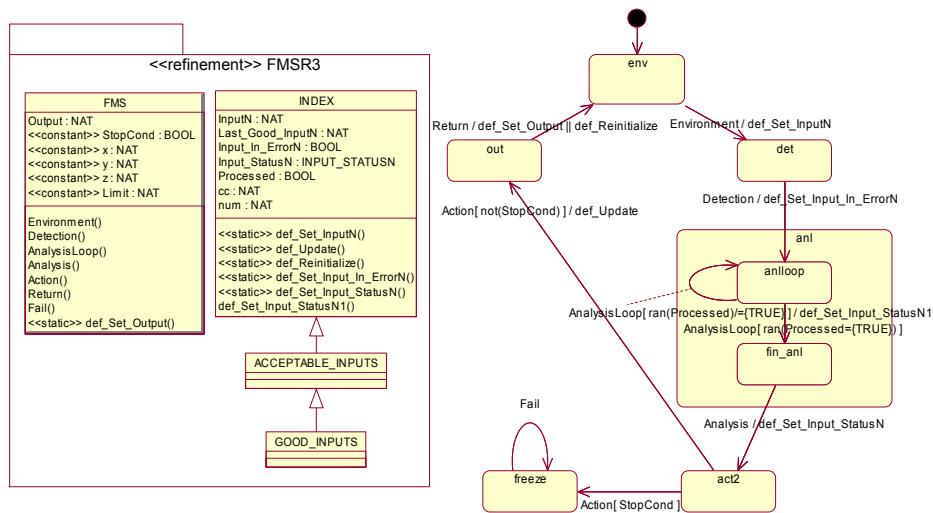 <<refinement>> FMSR3
FMS
Output : NAT
<<constant>> StopCond : BOOL
<<constant>> x : NAT
<<constant>> y : NAT
<<constant>> z : NAT
<<constant>> Limit : NAT
Environment()
Detection()
AnalysisLoop()
Analysis()
Action()
Return()
Fail()
<<static>> def_Set_Output()
INDEX
InputN : NAT
Last_Good_InputN : NAT
Input_In_ErrorN : BOOL
Input_StatusN : INPUT_STATUSN
Processed : BOOL
cc : NAT
num : NAT
<<static>> def_Set_InputN()
<<static>> def_Update()
<<static>> def_Reinitialize()
<<static>> def_Set_Input_In_ErrorN()
<<static>> def_Set_Input_StatusN()
def_Set_Input_StatusN1()
ACCEPTABLE_INPUTS
GOOD_INPUTS
env
Return / def_Set_Output || def_Reinitialize
Environment / def_Set_InputN
out
det
Detection / def_Set_Input_In_ErrorN
Action[ not(StopCond) ] / def_Update
anl
anlloop
AnalysisLoop[ ran(Processed)/={TRUE} ] / def_Set_Input_StatusN1
AnalysisLoop[ ran(Processed={TRUE}) ]
fin_anl
Analysis / def_Set_Input_StatusN
Fail
freeze
act2
Action[ StopCond ]